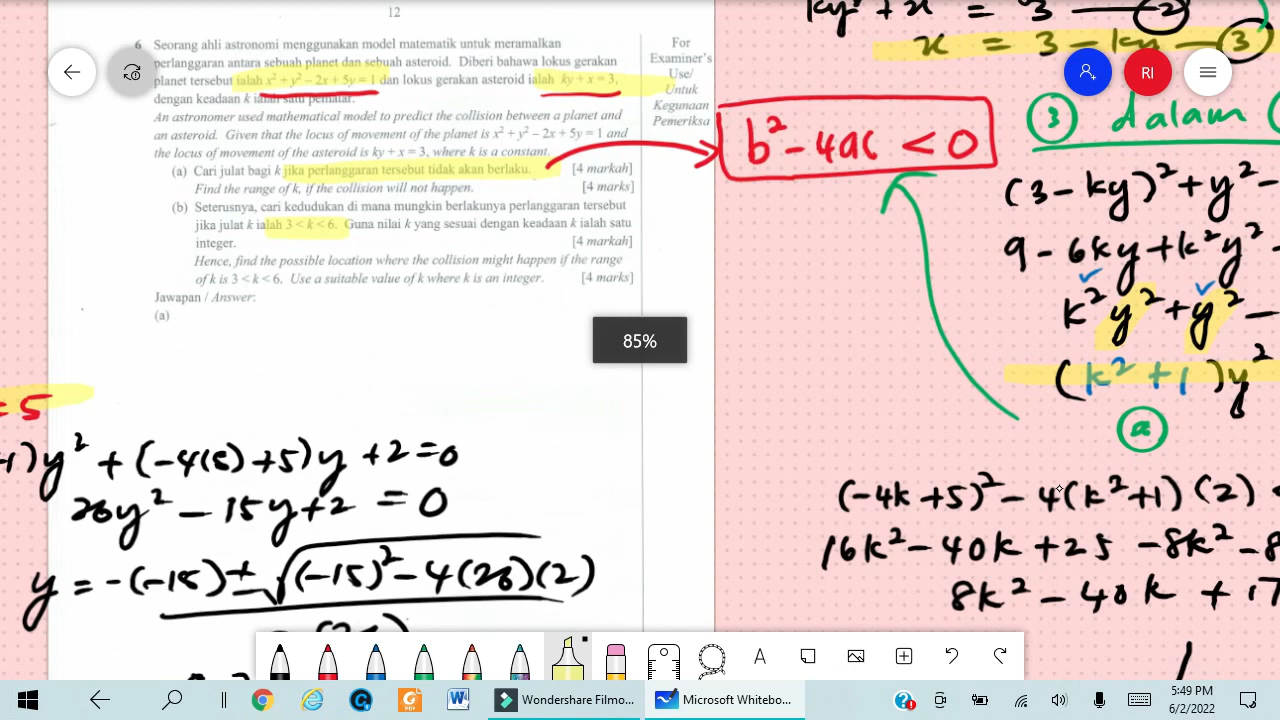 12
6 Seorang ahli astronomi menggunakan model matematik untuk meramalkan
perlanggaran antara sebuah planet dan sebuah asteroid. Diberi bahawa lokus gerakan
planet tersebut ialah x² + y² − 2x + 5y = 1 dan lokus gerakan asteroid ialah ky + x = 3,
dengan keadaan k ialah satu pemalar.
An astronomer used mathematical model to predict the collision between a planet and
an asteroid. Given that the locus of movement of the planet is x² + y² − 2x + 5y = 1 and
the locus of movement of the asteroid is ky + x = 3, where k is a constant.
(a) Cari julat bagi k jika perlanggaran tersebut tidak akan berlaku. [4 markah]
Find the range of k, if the collision will not happen. [4 marks]
(b) Seterusnya, cari kedudukan di mana mungkin berlakunya perlanggaran tersebut
jika julat k ialah 3 < k < 6. Guna nilai k yang sesuai dengan keadaan k ialah satu
integer. [4 markah]
Hence, find the possible location where the collision might happen if the range
of k is 3 < k < 6. Use a suitable value of k where k is an integer. [4 marks]
Jawapan / Answer:
(a)
For
Examiner's
Use/
Untuk
Kegunaan
Pemeriksa
85%
= 5
1)y² + (-4(5)+5)y + 2 = 0
26y² − 15y + 2 = 0
y = -(-15) ± √(-15)² − 4(26)(2)
b² − 4ac < 0
ky + x = 3 — 2
x = 3 − ky — 3
3 dalam
(3 − ky)² + y² −
9 − 6ky + k²y² −
k²y² + y² −
(k² + 1)y²
a
(-4k + 5)² − 4(k² + 1)(2) <
16k² − 40k + 25 − 8k² − 8
8k² − 40k + 17
RI
A
Wondershare Filmo...
Microsoft Whitebo...
5:49 PM
6/2/2022